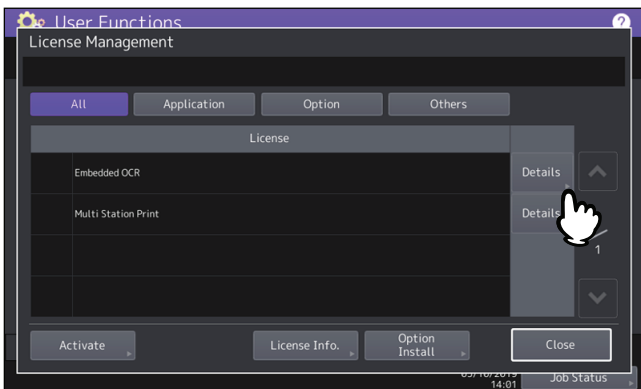 User Functions
?
License Management
All Application Option Others
License
Embedded OCR Details
Multi Station Print Details
1
Activate License Info. Option Install Close
14:01 Job Status